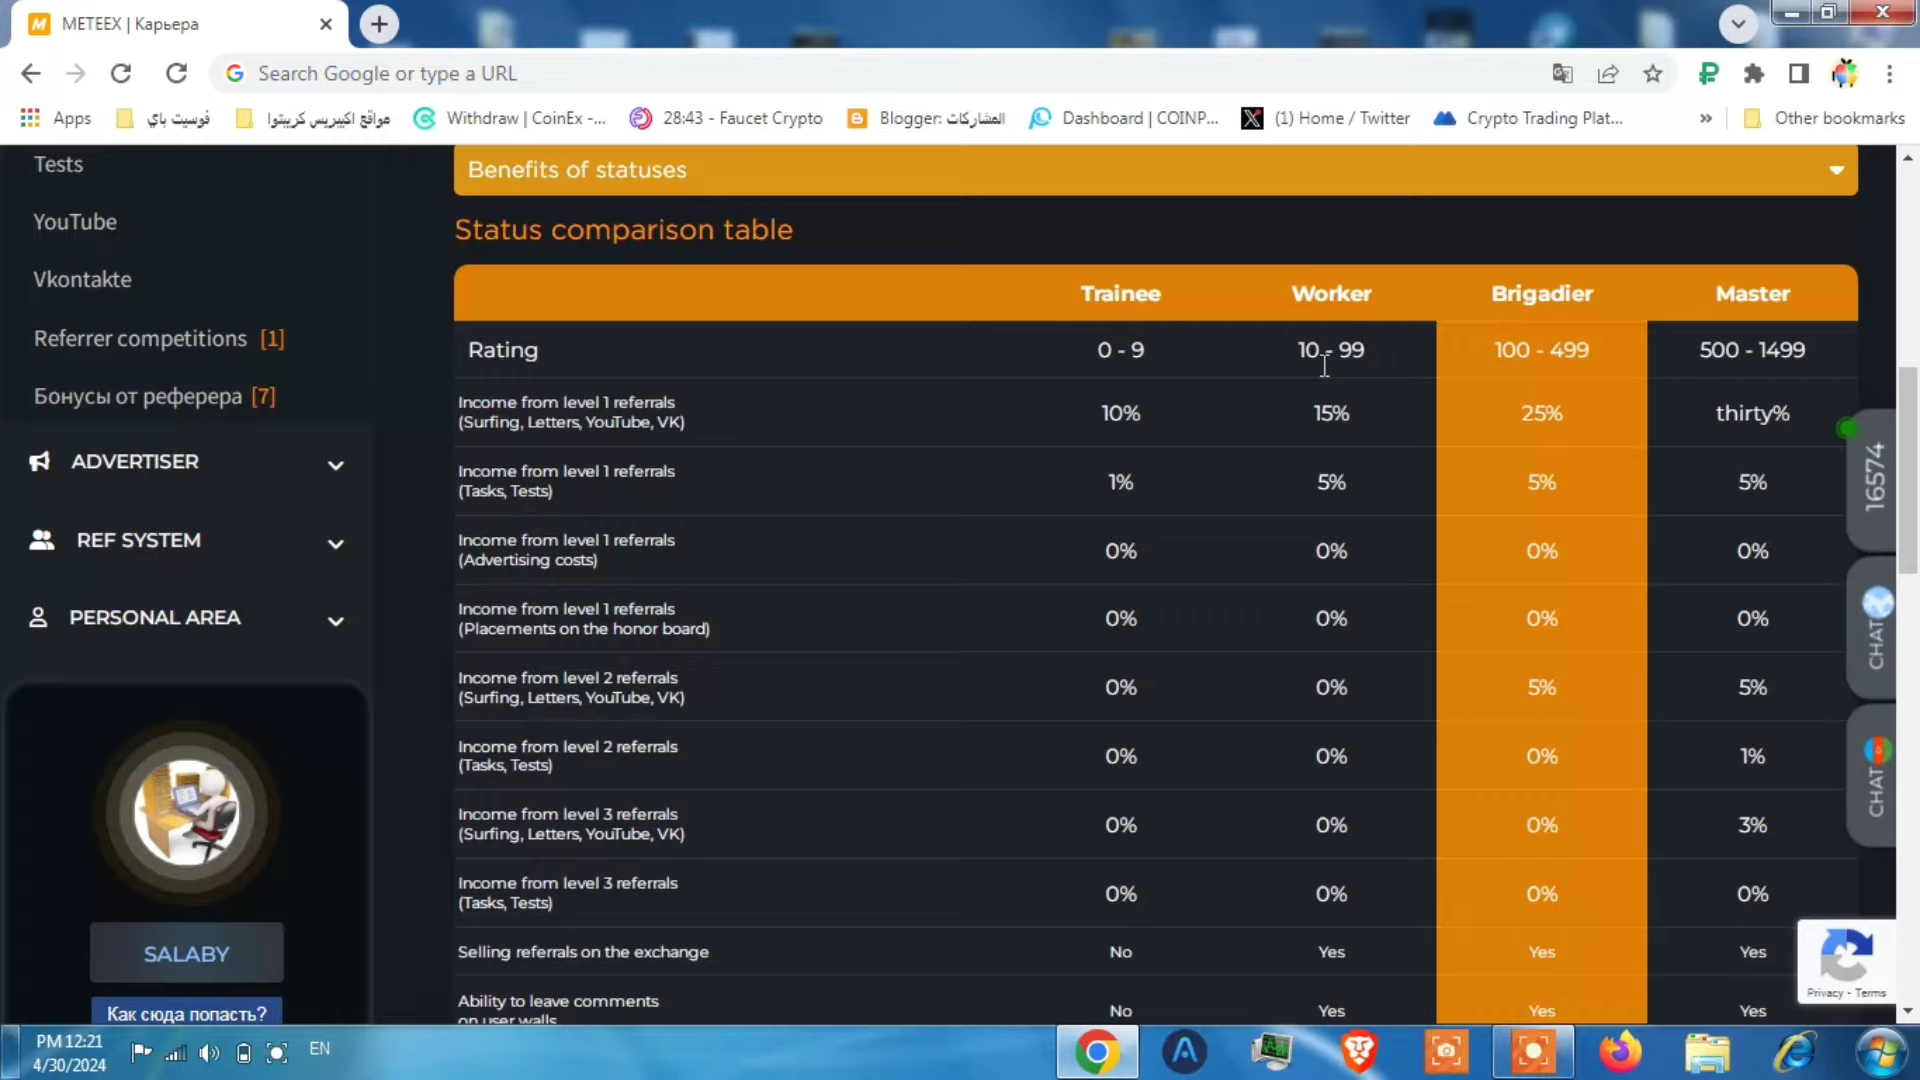 METEEX | Карьера
Search Google or type a URL
Apps
فوسيت باي
مواقع اكسبريس كريبتوا
Withdraw | CoinEx -...
28:43 - Faucet Crypto
Blogger: المشاركات
Dashboard | COINP...
(1) Home / Twitter
Crypto Trading Plat...
»
Other bookmarks
Tests
YouTube
Vkontakte
Referrer competitions [1]
Бонусы от реферера [7]
ADVERTISER
REF SYSTEM
PERSONAL AREA
SALABY
Как сюда попасть?
Benefits of statuses
Status comparison table
Trainee Worker Brigadier Master
Rating 0 - 9 10 - 99 100 - 499 500 - 1499
Income from level 1 referrals
(Surfing, Letters, YouTube, VK) 10% 15% 25% thirty%
Income from level 1 referrals
(Tasks, Tests) 1% 5% 5% 5%
Income from level 1 referrals
(Advertising costs) 0% 0% 0% 0%
Income from level 1 referrals
(Placements on the honor board) 0% 0% 0% 0%
Income from level 2 referrals
(Surfing, Letters, YouTube, VK) 0% 0% 5% 5%
Income from level 2 referrals
(Tasks, Tests) 0% 0% 0% 1%
Income from level 3 referrals
(Surfing, Letters, YouTube, VK) 0% 0% 0% 3%
Income from level 3 referrals
(Tasks, Tests) 0% 0% 0% 0%
Selling referrals on the exchange No Yes Yes Yes
Ability to leave comments
on user walls No Yes Yes Yes
16574
CHAT
CHAT
Privacy - Terms
PM 12:21
4/30/2024
EN